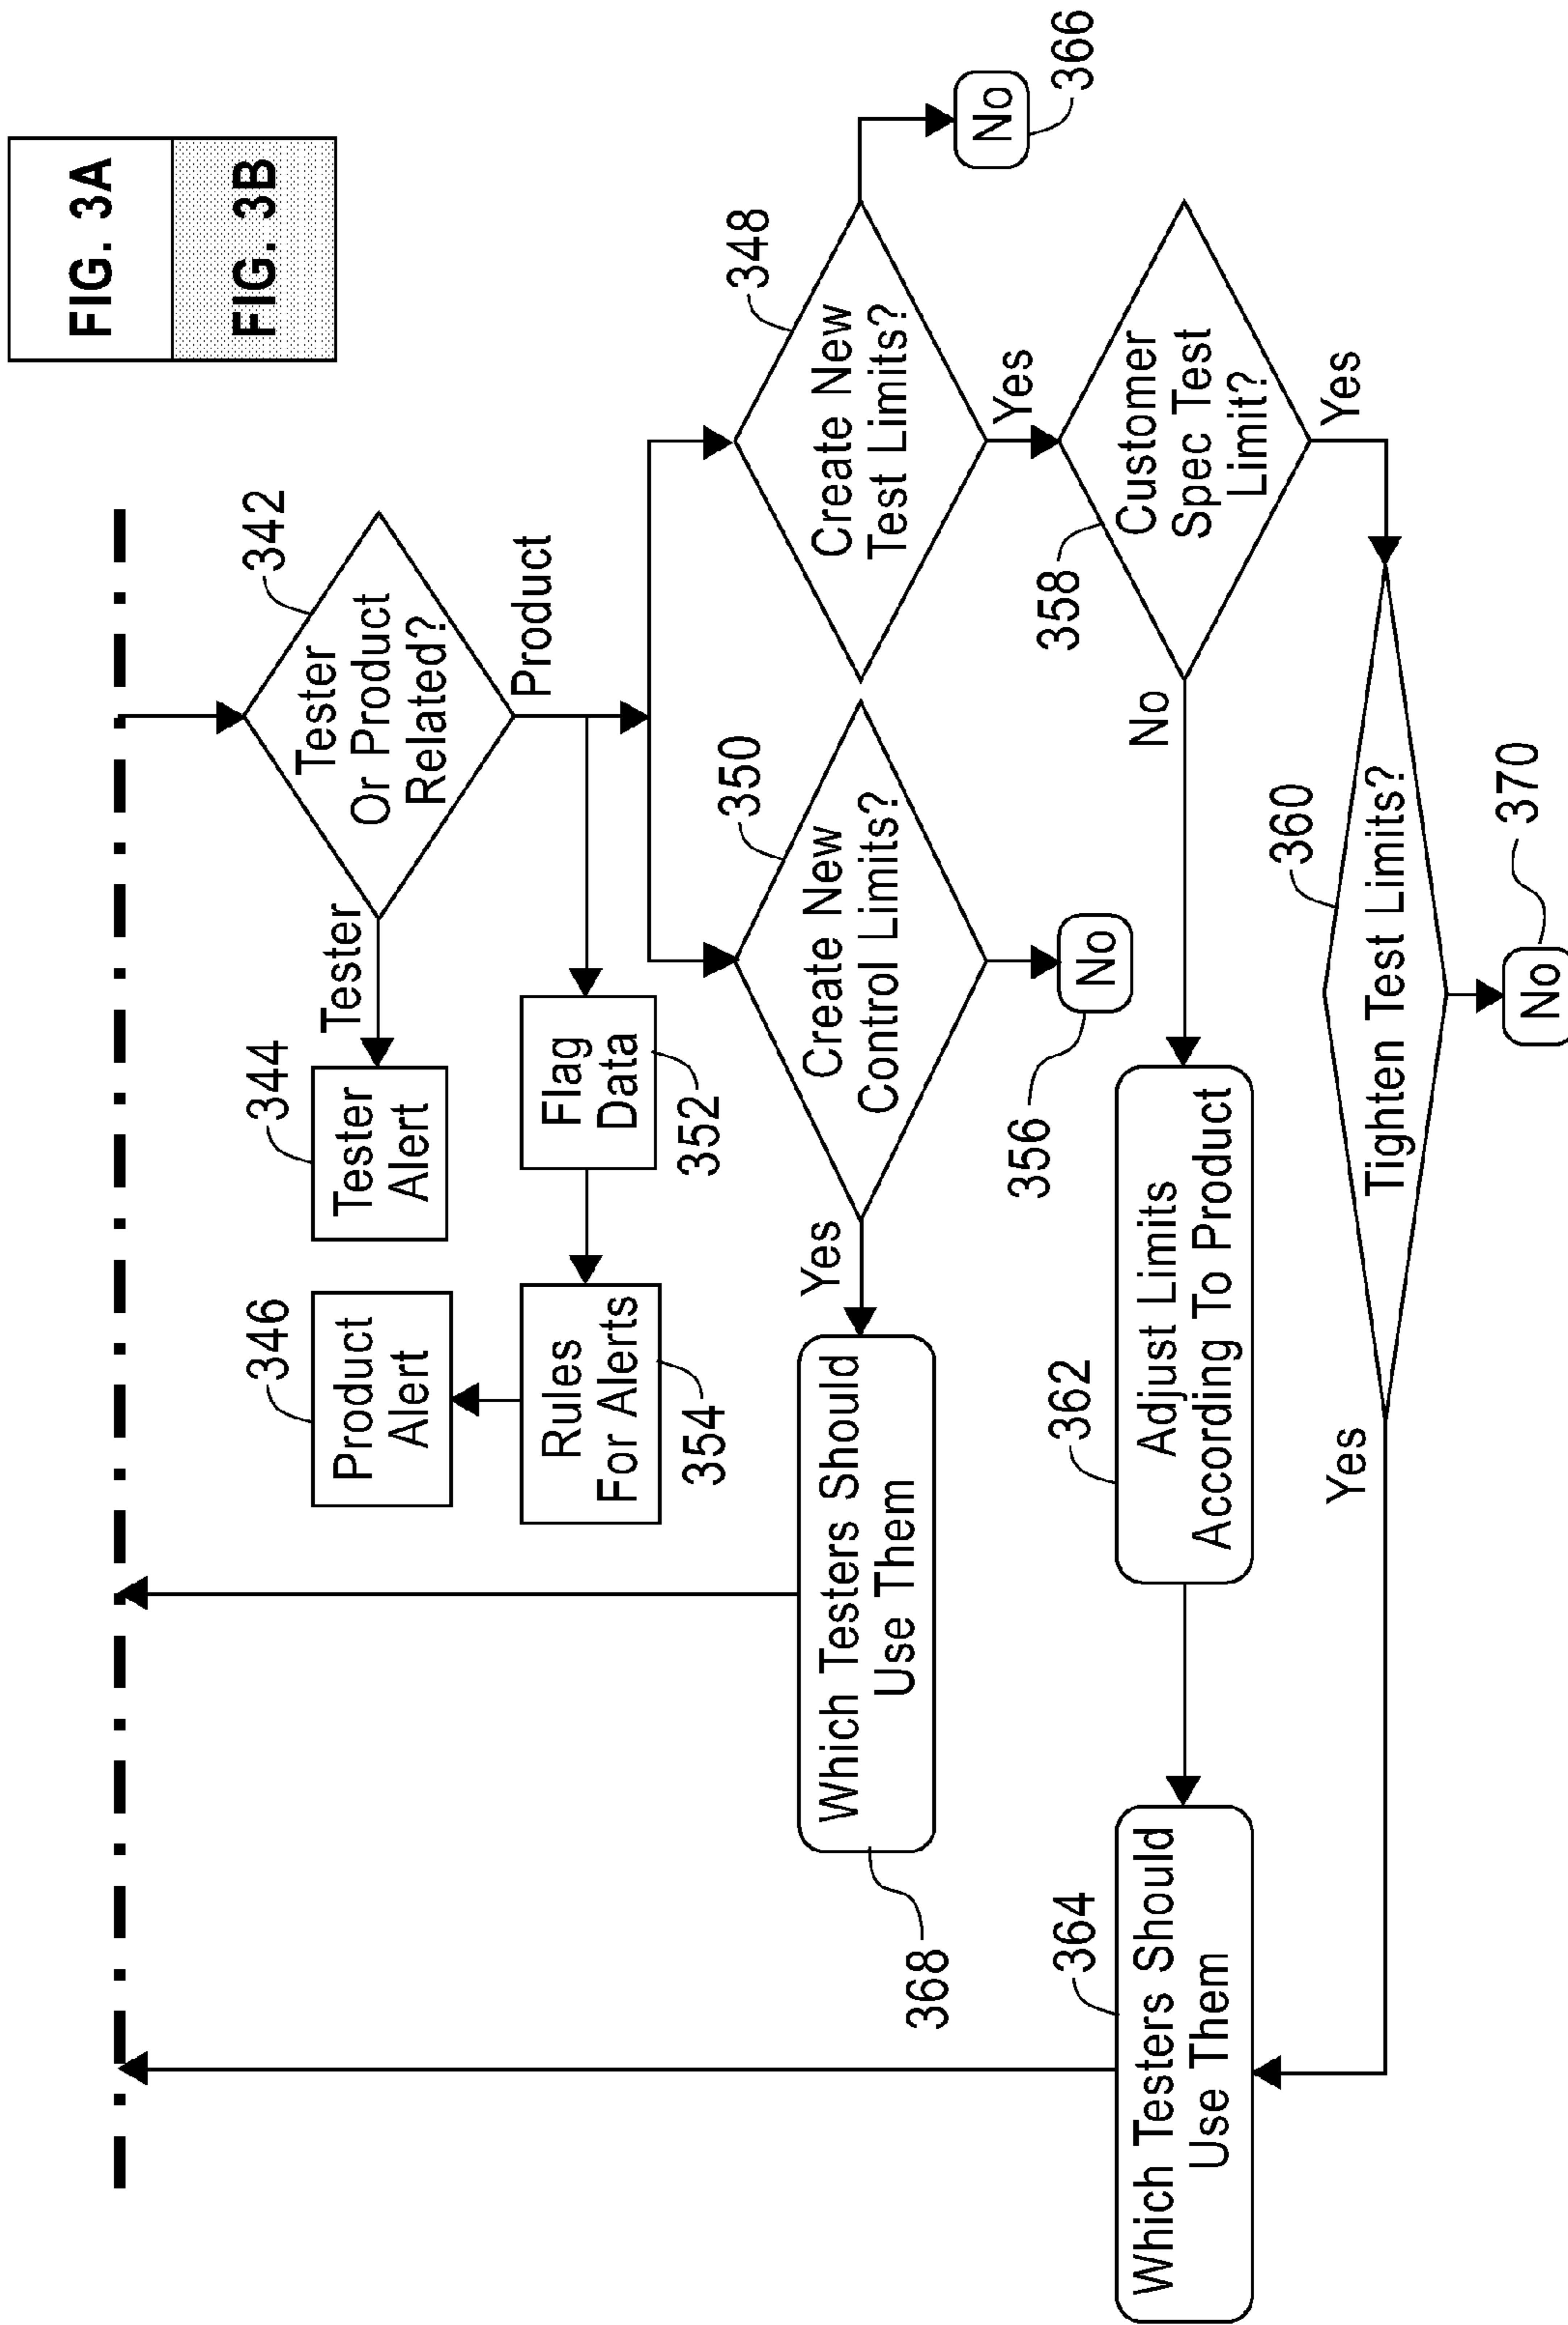 FIG. 3A
FIG. 3B
342
Tester
Or Product
Related?
Tester
Product
344
Tester
Alert
346
Product
Alert
Flag
Data
352
Rules
For Alerts
354
348
Create New
Test Limits?
No
366
Yes
350
Create New
Control Limits?
Yes
No
356
Which Testers Should
Use Them
368
358
Customer
Spec Test
Limit?
No
Yes
362
Adjust Limits
According To Product
364
Which Testers Should
Use Them
360
Tighten Test Limits?
Yes
No
370